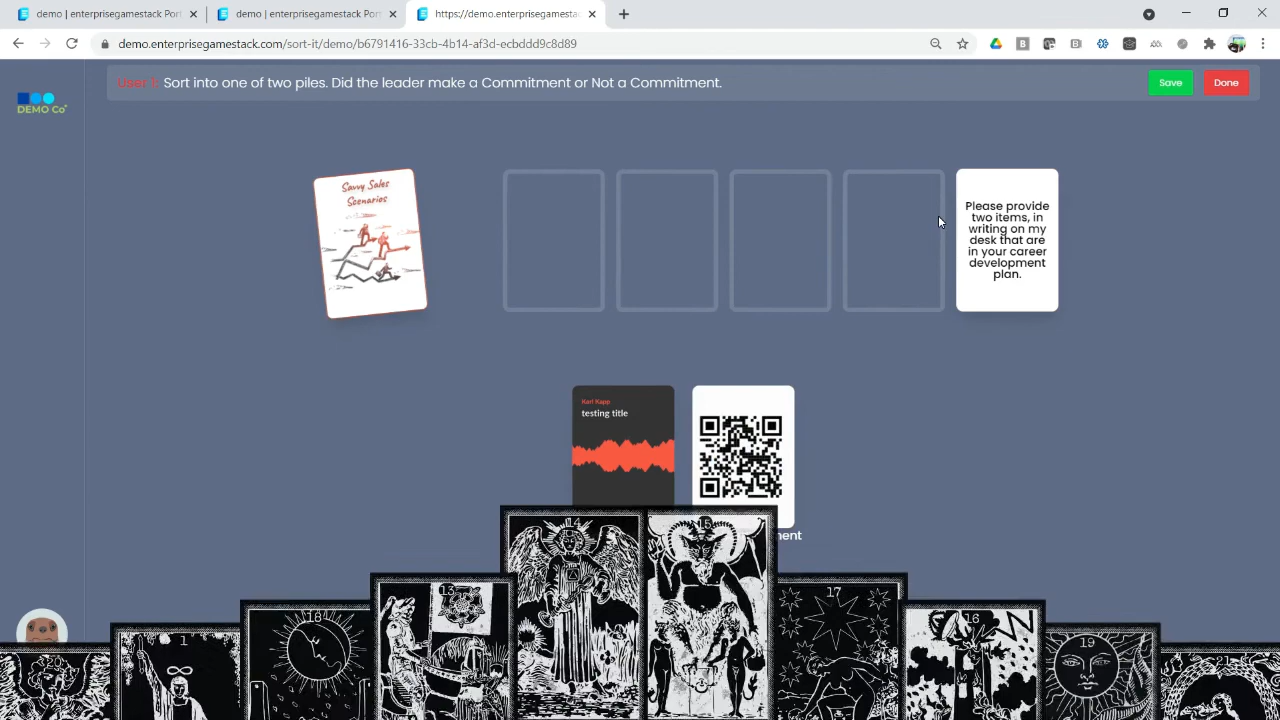 demo | enterprisegamestack Port
demo | enterprisegamestack Port
https://demo.enterprisegamesta
demo.enterprisegamestack.com/sort-it/demo/b6791416-33cb-4b14-af3d-ecbddd9c8d89
DEMO Co
User 1: Sort into one of two piles. Did the leader make a Commitment or Not a Commitment.
Save
Done
Savvy Sales
Scenarios
Please provide
two items, in
writing on my
desk that are
in your career
development
plan.
Karl Kapp
testing title
ment
14
15
13
17
18
16
1
19
20